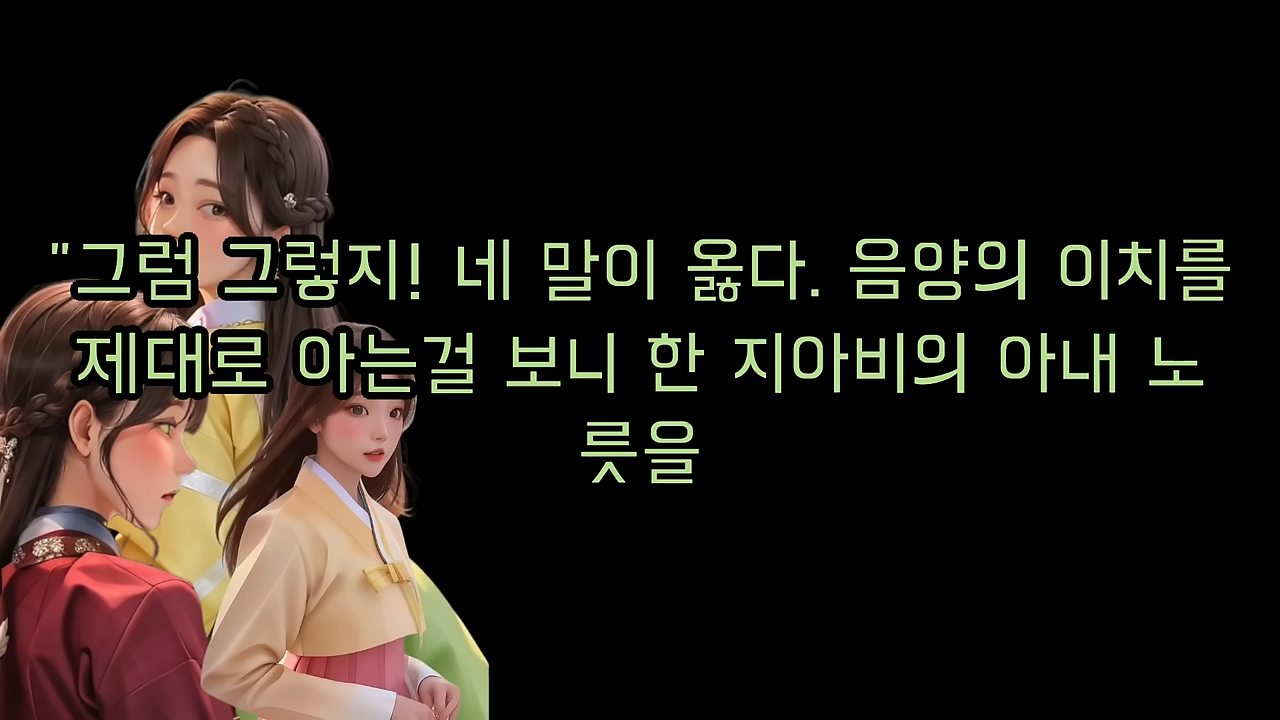 "그럼 그렇지! 네 말이 옳다. 음양의 이치를
제대로 아는걸 보니 한 지아비의 아내 노
릇을